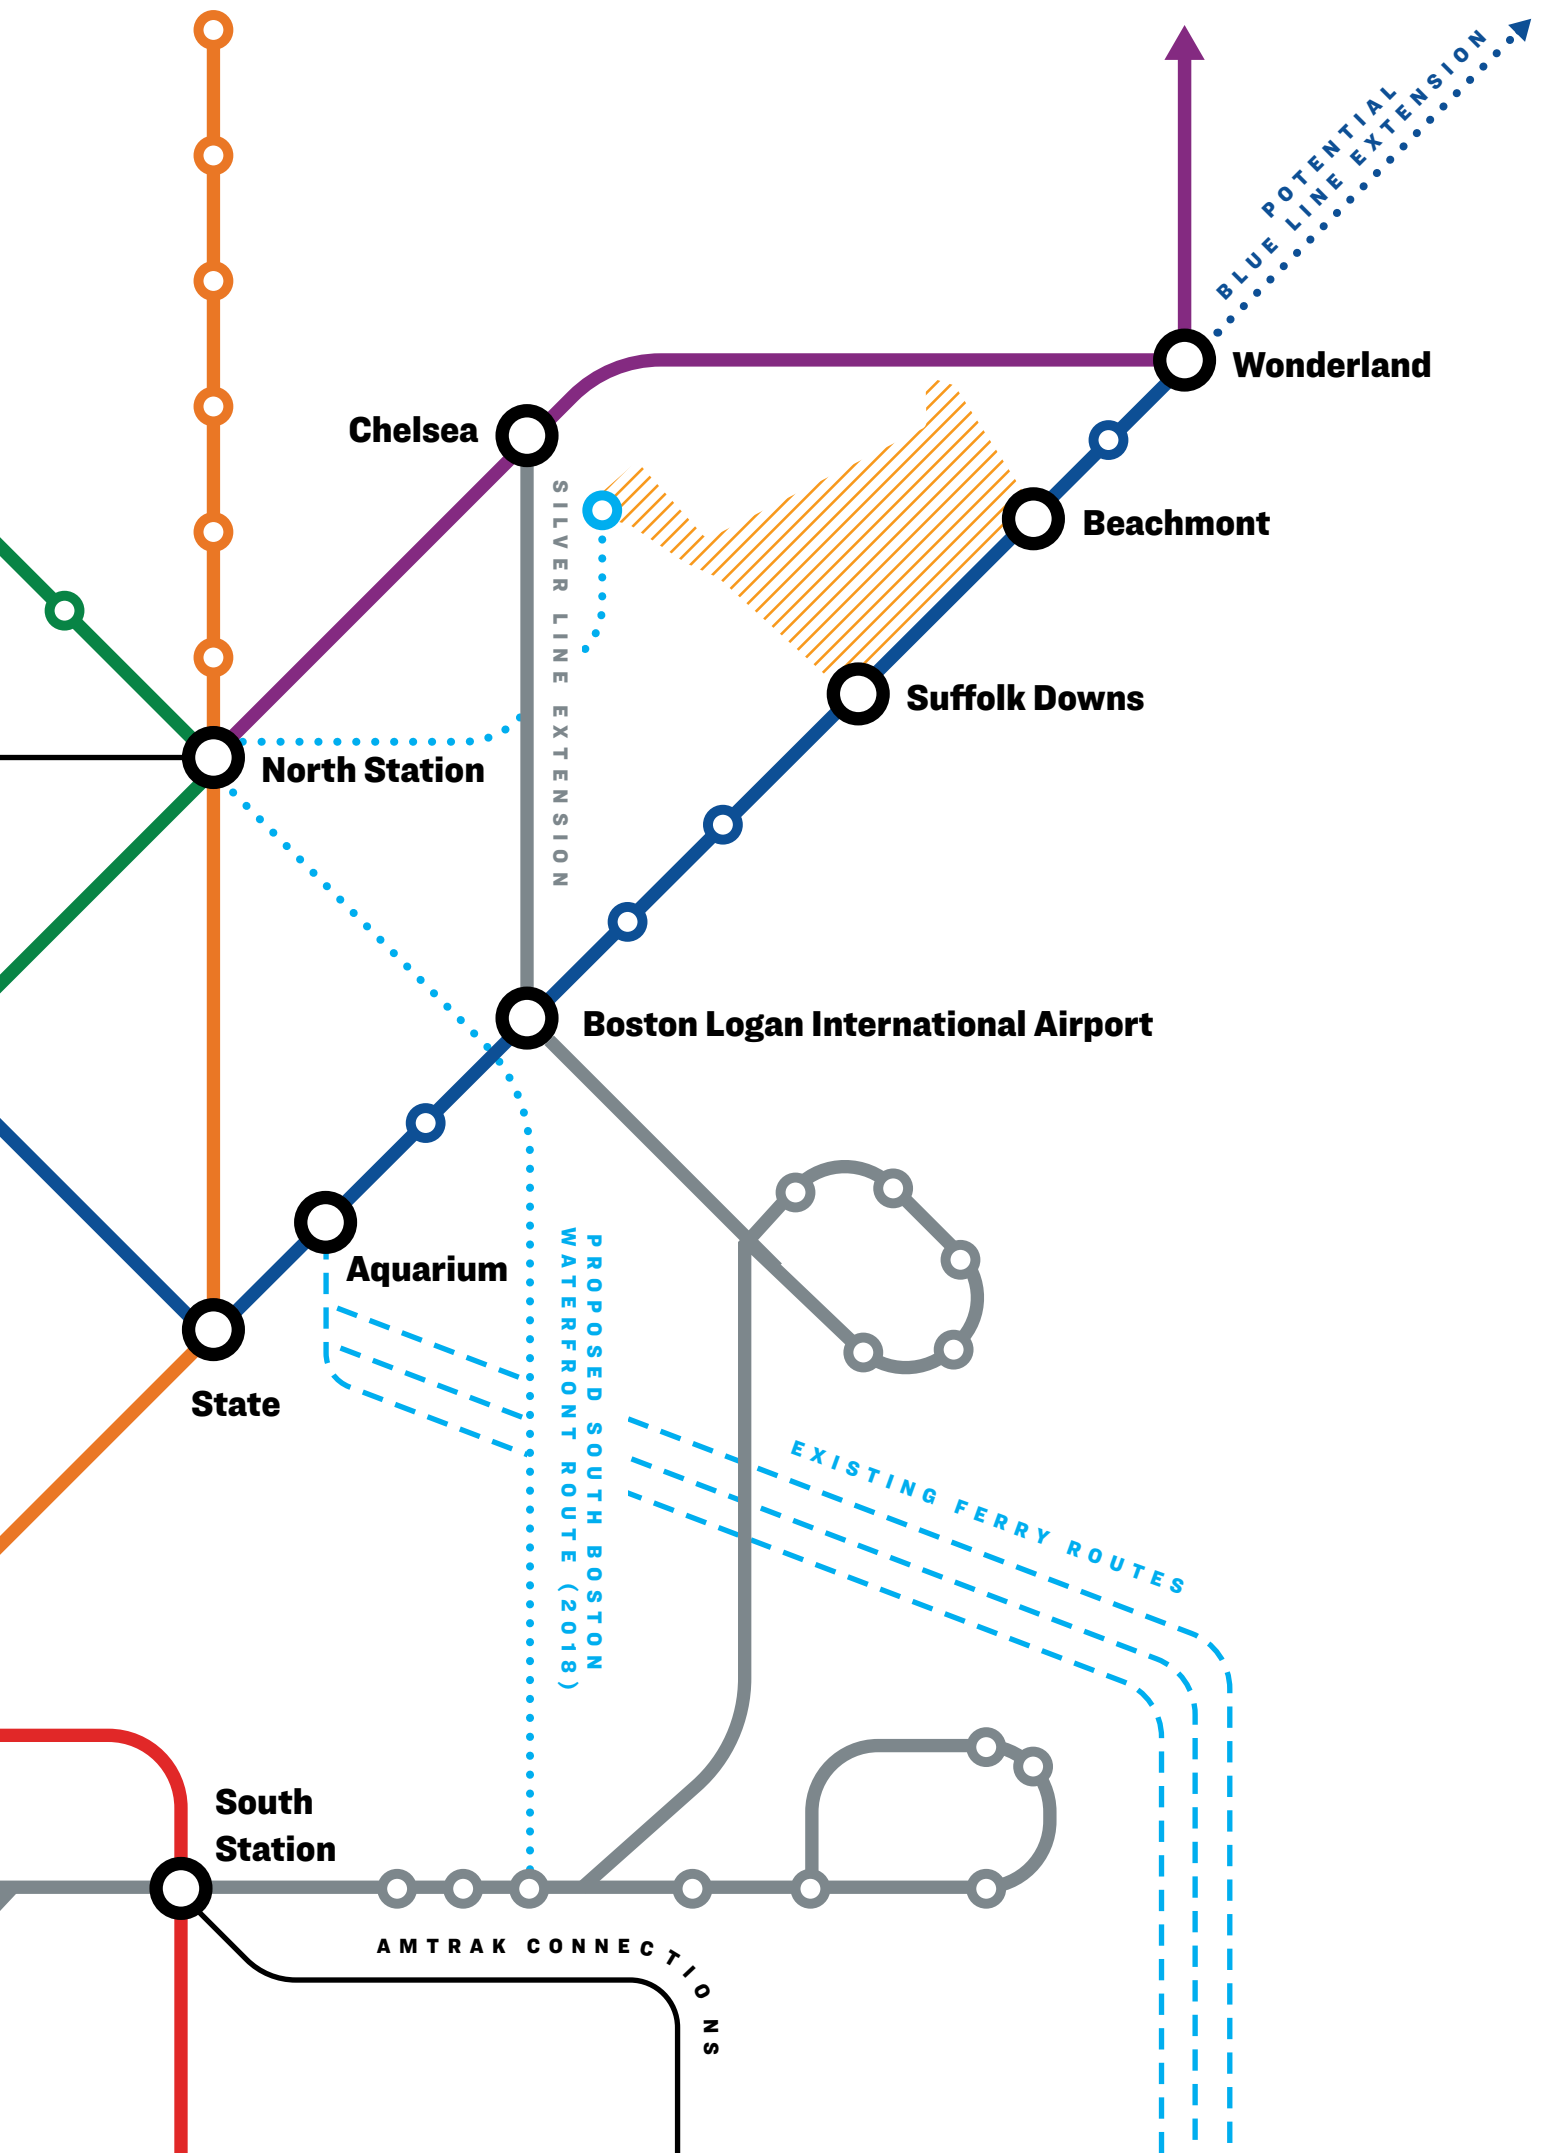 POTENTIAL
BLUE LINE EXTENSION
Wonderland
Chelsea
SILVER LINE EXTENSION
Beachmont
Suffolk Downs
North Station
Boston Logan International Airport
Aquarium
PROPOSED SOUTH BOSTON
WATERFRONT ROUTE (2018)
State
EXISTING FERRY ROUTES
South
Station
AMTRAK CONNECTIONS